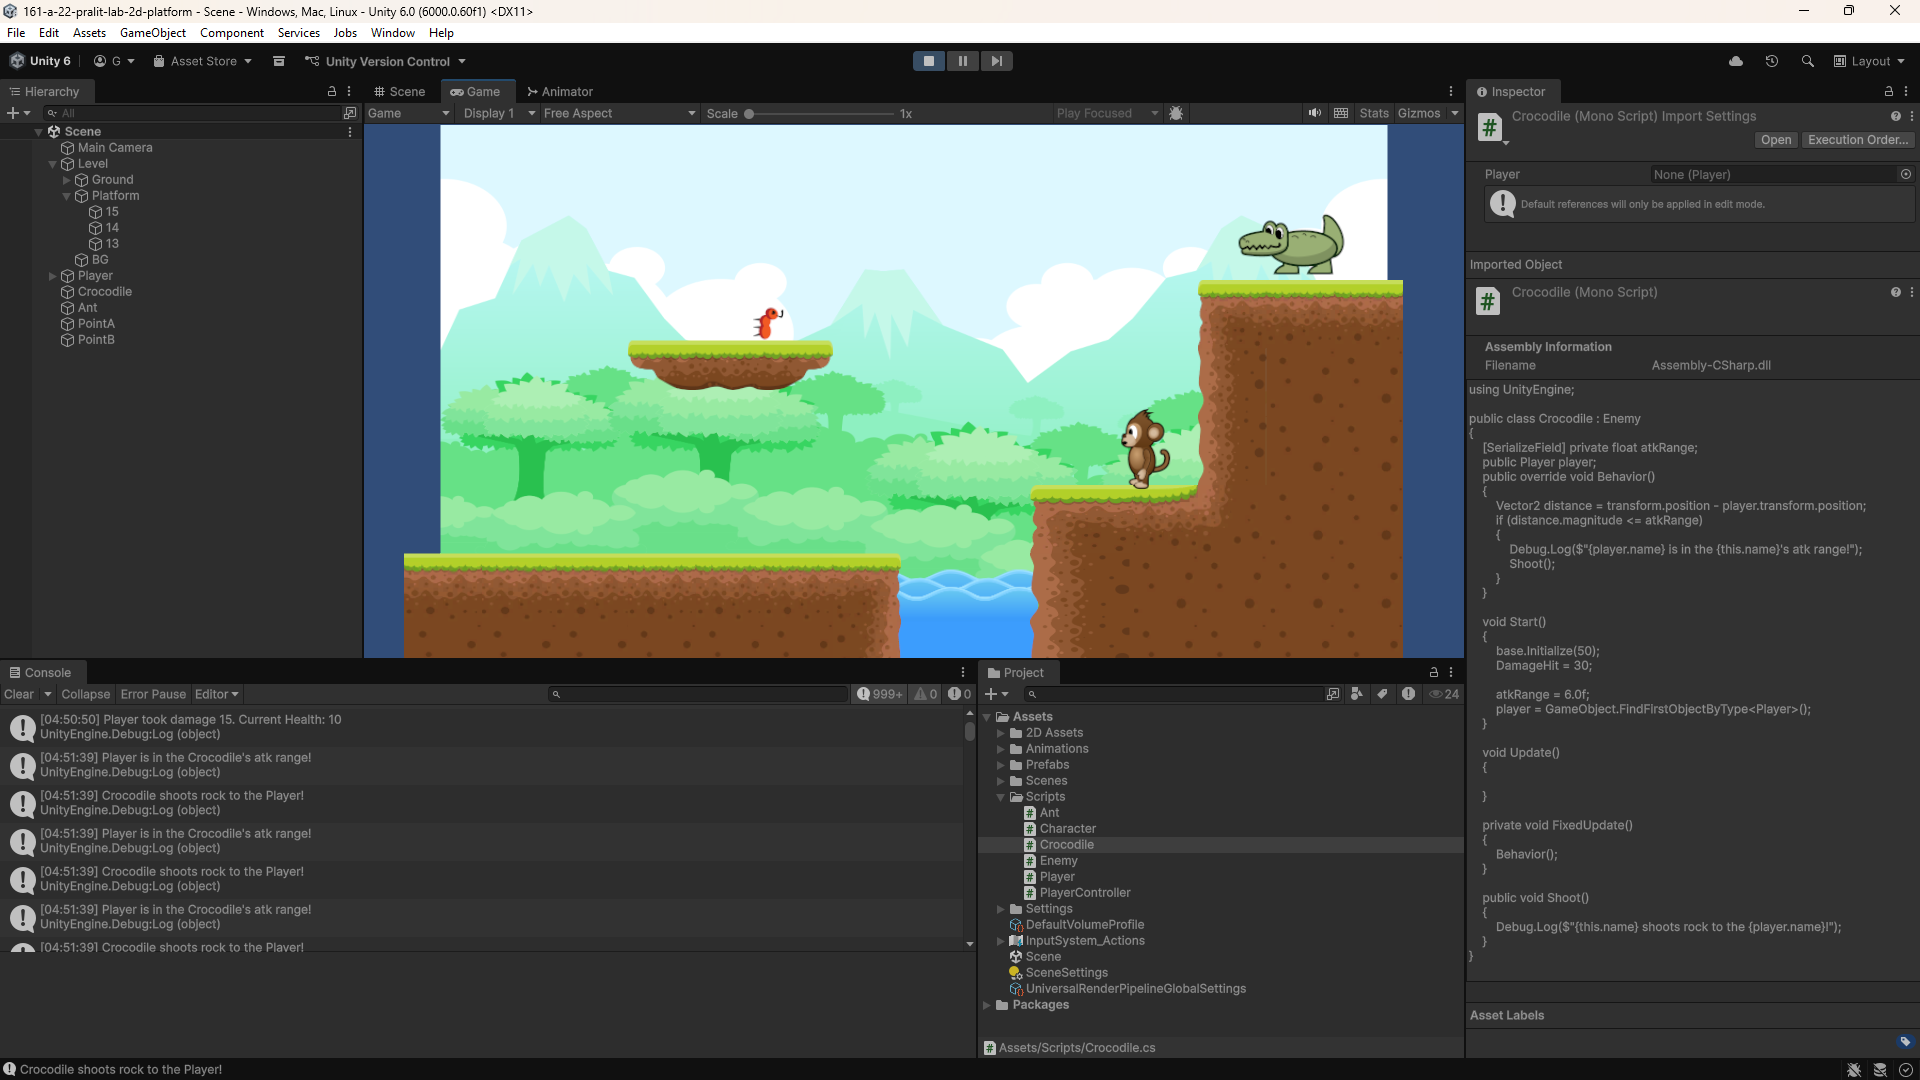 161-a-22-pralit-lab-2d-platform - Scene - Windows, Mac, Linux - Unity 6.0 (6000.0.60f1) <DX11>
File Edit Assets GameObject Component Services Jobs Window Help
Unity 6 G Asset Store Unity Version Control Layout
Hierarchy
All
Scene
Main Camera
Level
Ground
Platform
15
14
13
BG
Player
Crocodile
Ant
PointA
PointB
Scene Game Animator
Game Display 1 Free Aspect Scale 1x Play Focused Stats Gizmos
Inspector
Crocodile (Mono Script) Import Settings
Open Execution Order...
Player None (Player)
Default references will only be applied in edit mode.
Imported Object
Crocodile (Mono Script)
Assembly Information
Filename Assembly-CSharp.dll
using UnityEngine;
public class Crocodile : Enemy
{
[SerializeField] private float atkRange;
public Player player;
public override void Behavior()
{
Vector2 distance = transform.position - player.transform.position;
if (distance.magnitude <= atkRange)
{
Debug.Log($"{player.name} is in the {this.name}'s atk range!");
Shoot();
}
}
void Start()
{
base.Initialize(50);
DamageHit = 30;
atkRange = 6.0f;
player = GameObject.FindFirstObjectByType<Player>();
}
void Update()
{
}
private void FixedUpdate()
{
Behavior();
}
public void Shoot()
{
Debug.Log($"{this.name} shoots rock to the {player.name}!");
}
}
Asset Labels
Console
Clear Collapse Error Pause Editor 999+ 0 0
[04:50:50] Player took damage 15. Current Health: 10
UnityEngine.Debug:Log (object)
[04:51:39] Player is in the Crocodile's atk range!
UnityEngine.Debug:Log (object)
[04:51:39] Crocodile shoots rock to the Player!
UnityEngine.Debug:Log (object)
[04:51:39] Player is in the Crocodile's atk range!
UnityEngine.Debug:Log (object)
[04:51:39] Crocodile shoots rock to the Player!
UnityEngine.Debug:Log (object)
[04:51:39] Player is in the Crocodile's atk range!
UnityEngine.Debug:Log (object)
[04:51:39] Crocodile shoots rock to the Player!
Project
24
Assets
2D Assets
Animations
Prefabs
Scenes
Scripts
Ant
Character
Crocodile
Enemy
Player
PlayerController
Settings
DefaultVolumeProfile
InputSystem_Actions
Scene
SceneSettings
UniversalRenderPipelineGlobalSettings
Packages
Assets/Scripts/Crocodile.cs
Crocodile shoots rock to the Player!